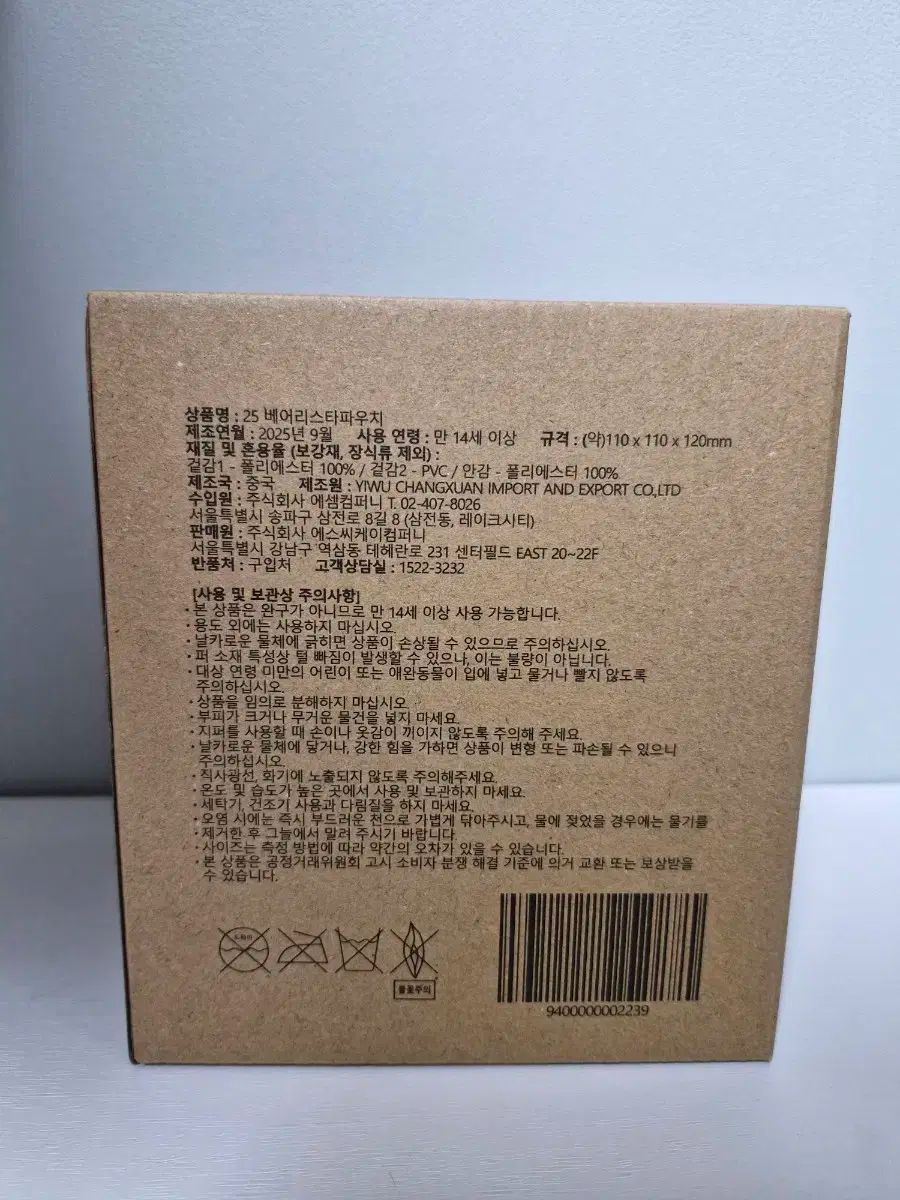 상품명 : 25 베어리스타파우치
제조연월 : 2025년 9월 사용 연령 : 만 14세 이상 규격 : (약)110 x 110 x 120mm
재질 및 혼용율 (보강재, 장식류 제외) :
겉감1 - 폴리에스터 100% / 겉감2 - PVC / 안감 - 폴리에스터 100%
제조국 : 중국 제조원 : YIWU CHANGXUAN IMPORT AND EXPORT CO,.LTD
수입원 : 주식회사 에셈컴퍼니 T. 02-407-8026
서울특별시 송파구 삼전로 8길 8 (삼전동, 레이크시티)
판매원 : 주식회사 에스씨케이컴퍼니
서울특별시 강남구 역삼동 테헤란로 231 센터필드 EAST 20~22F
반품처 : 구입처 고객상담실 : 1522-3232
[사용 및 보관상 주의사항]
· 본 상품은 완구가 아니므로 만 14세 이상 사용 가능합니다.
· 용도 외에는 사용하지 마십시오.
· 날카로운 물체에 긁히면 상품이 손상될 수 있으므로 주의하십시오.
· 퍼 소재 특성상 털 빠짐이 발생할 수 있으나, 이는 불량이 아닙니다.
· 대상 연령 미만의 어린이 또는 애완동물이 입에 넣고 물거나 빨지 않도록
주의하십시오.
· 상품을 임의로 분해하지 마십시오.
· 부피가 크거나 무거운 물건을 넣지 마세요.
· 지퍼를 사용할 때 손이나 옷감이 끼이지 않도록 주의해 주세요.
· 날카로운 물체에 닿거나, 강한 힘을 가하면 상품이 변형 또는 파손될 수 있으니
주의하십시오.
· 직사광선, 화기에 노출되지 않도록 주의해주세요.
· 온도 및 습도가 높은 곳에서 사용 및 보관하지 마세요.
· 세탁기, 건조기 사용과 다림질을 하지 마세요.
· 오염 시에는 즉시 부드러운 천으로 가볍게 닦아주시고, 물에 젖었을 경우에는 물기를
제거한 후 그늘에서 말려 주시기 바랍니다.
· 사이즈는 측정 방법에 따라 약간의 오차가 있을 수 있습니다.
· 본 상품은 공정거래위원회 고시 소비자 분쟁 해결 기준에 의거 교환 또는 보상받을
수 있습니다.
불꽃주의
9400000002239